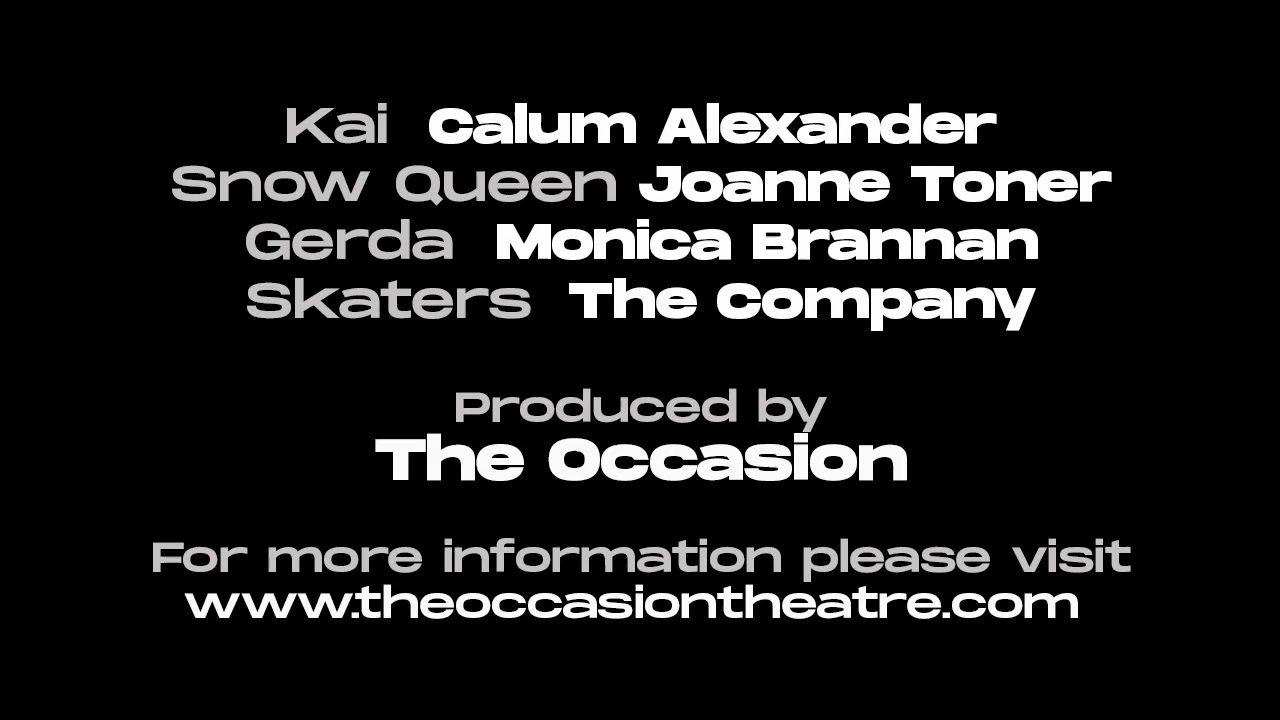 Kai Calum Alexander
Snow Queen Joanne Toner
Gerda Monica Brannan
Skaters The Company
Produced by
The Occasion
For more information please visit
www.theoccasiontheatre.com